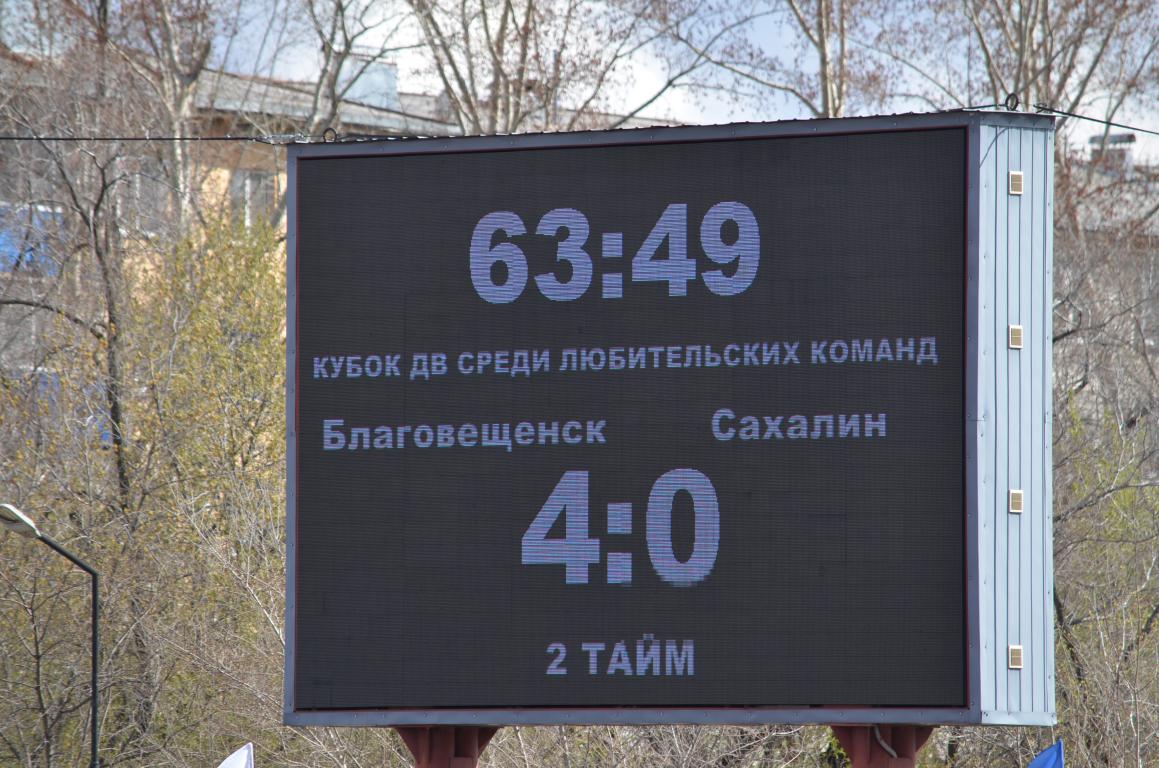 63:49
КУБОК ДВ СРЕДИ ЛЮБИТЕЛЬСКИХ КОМАНД
Благовещенск Сахалин
4:0
2 ТАЙМ